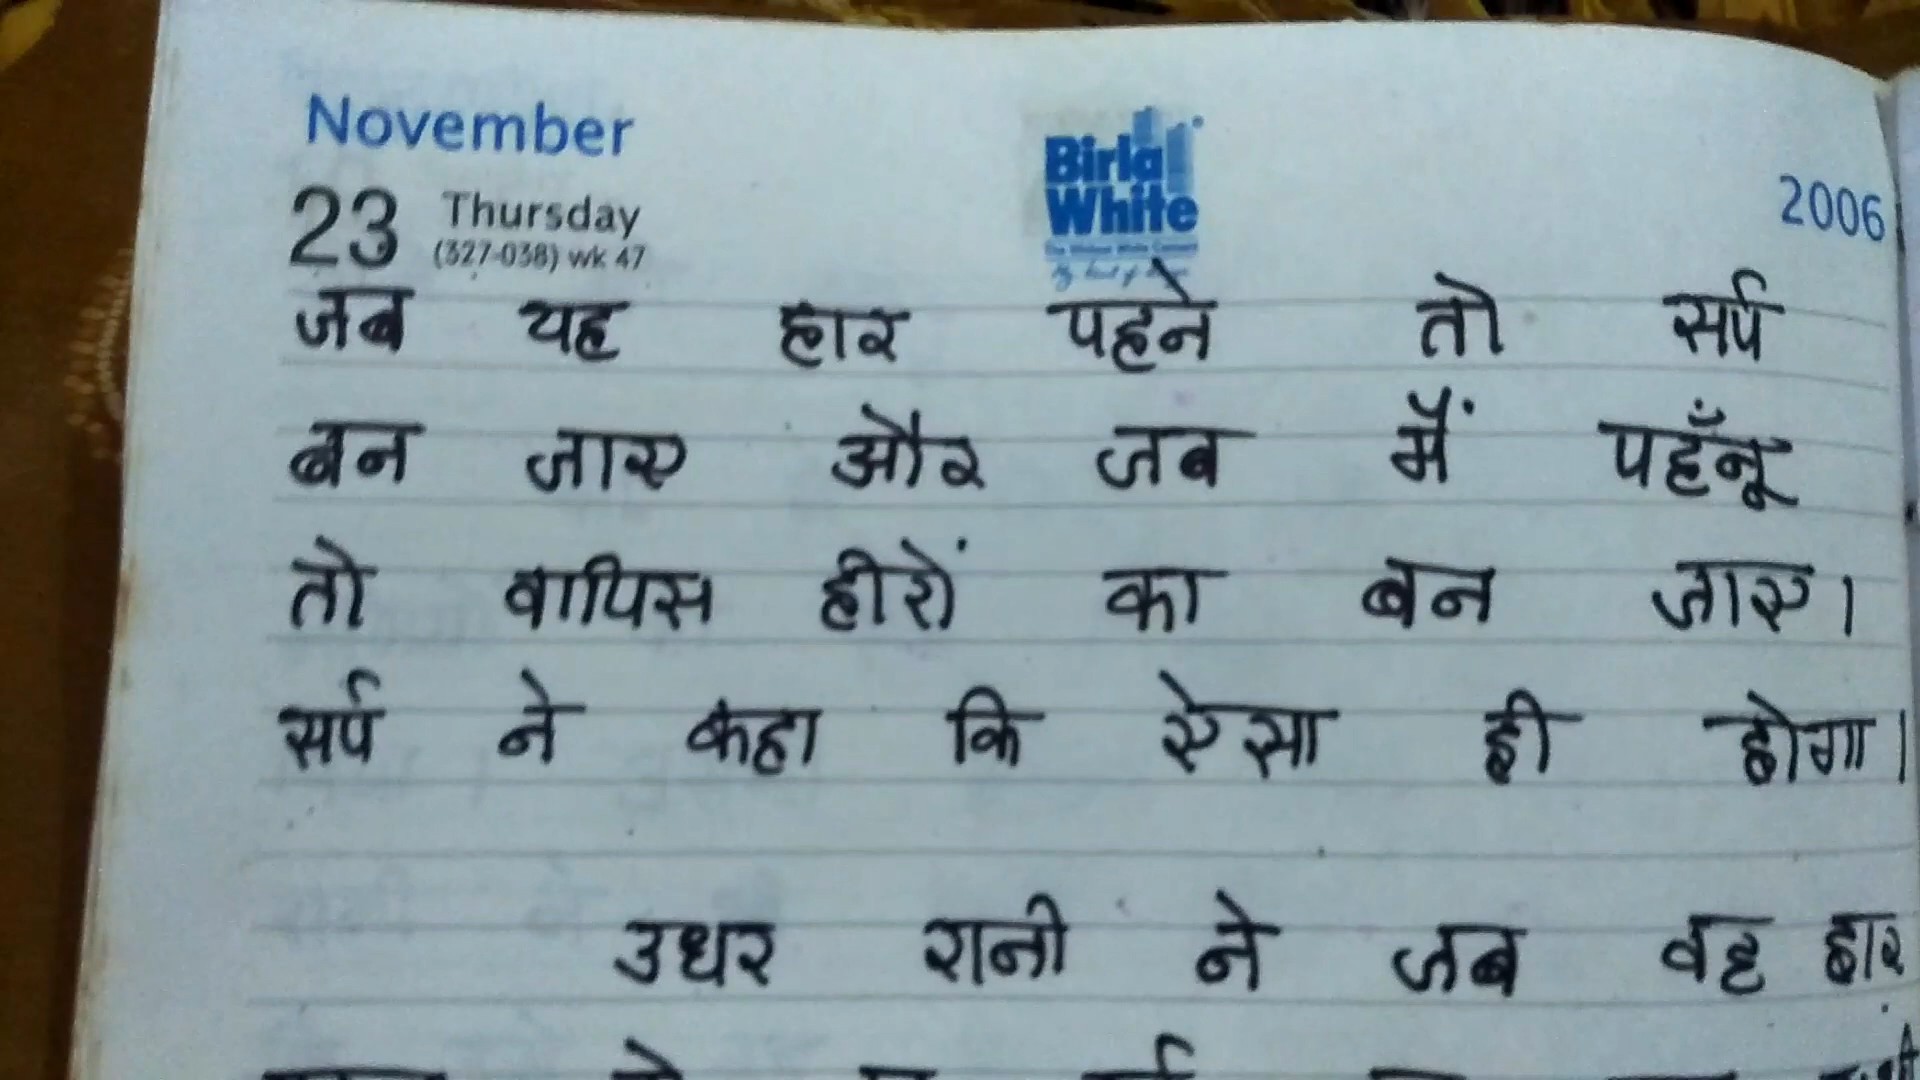 November
23 Thursday
(327-038) wk 47
Birla
White
2006
जब यह हार पहने तो सर्प
बन जाए और जब मैं पहँनू
तो वापिस हीरों का बन जाए।
सर्प ने कहा कि ऐसा ही होगा।
उधर रानी ने जब वह हार